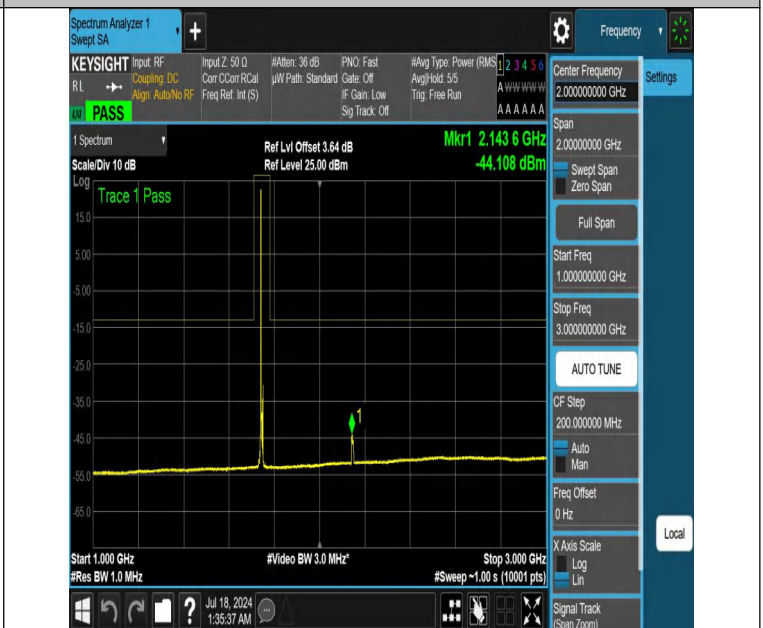 Spectrum Analyzer 1
Swept SA
+
Frequency
KEYSIGHT
RL
PASS
Input: RF
Coupling: DC
Align: Auto/No RF
Input Z: 50 Ω
Corr CCorr RCal
Freq Ref: Int (S)
#Atten: 36 dB
µW Path: Standard
PNO: Fast
Gate: Off
IF Gain: Low
Sig Track: Off
#Avg Type: Power (RMS
Avg|Hold: 5/5
Trig: Free Run
1 2 3 4 5 6
A W W W W W
A A A A A A
Center Frequency
2.000000000 GHz
Settings
1 Spectrum
Scale/Div 10 dB
Ref Lvl Offset 3.64 dB
Ref Level 25.00 dBm
Mkr1 2.143 6 GHz
-44.108 dBm
Span
2.00000000 GHz
Swept Span
Zero Span
Full Span
Start Freq
1.000000000 GHz
Stop Freq
3.000000000 GHz
AUTO TUNE
CF Step
200.000000 MHz
Auto
Man
Freq Offset
0 Hz
X Axis Scale
Log
Lin
Local
Signal Track
(Span Zoom)
Log
Trace 1 Pass
15.0
5.00
-5.00
-15.0
-25.0
-35.0
1
-45.0
-55.0
-65.0
Start 1.000 GHz
#Res BW 1.0 MHz
#Video BW 3.0 MHz*
Stop 3.000 GHz
#Sweep ~1.00 s (10001 pts)
?
Jul 18, 2024
1:35:37 AM